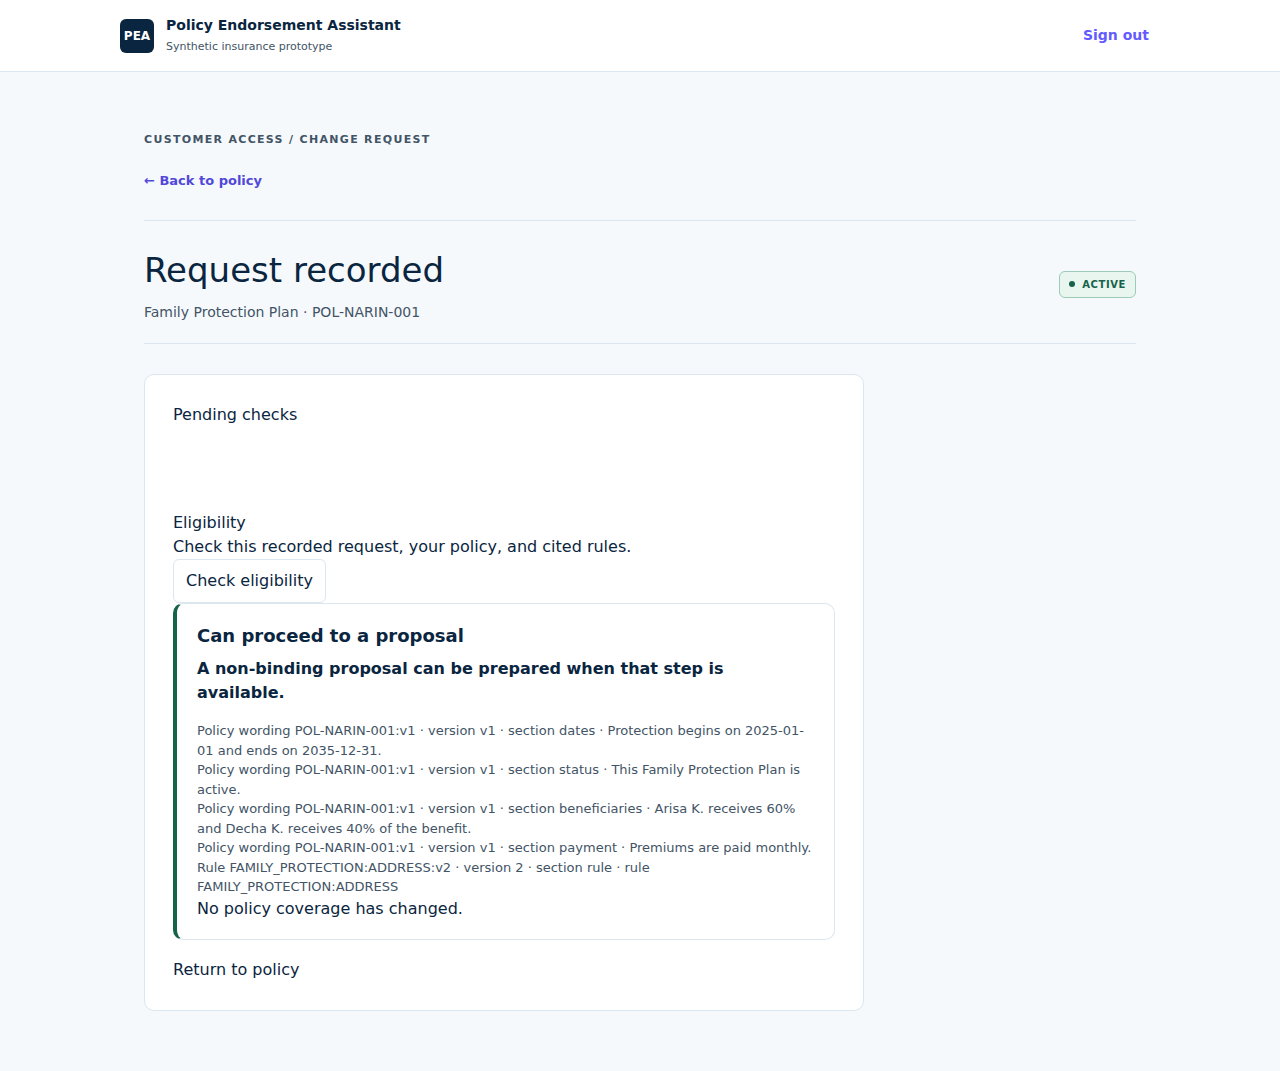 PEA
Policy Endorsement Assistant
Synthetic insurance prototype
Sign out
CUSTOMER ACCESS / CHANGE REQUEST
← Back to policy
Request recorded
Family Protection Plan · POL-NARIN-001
ACTIVE
Pending checks
Eligibility
Check this recorded request, your policy, and cited rules.
Check eligibility
Can proceed to a proposal
A non-binding proposal can be prepared when that step is
available.
Policy wording POL-NARIN-001:v1 · version v1 · section dates · Protection begins on 2025-01-
01 and ends on 2035-12-31.
Policy wording POL-NARIN-001:v1 · version v1 · section status · This Family Protection Plan is
active.
Policy wording POL-NARIN-001:v1 · version v1 · section beneficiaries · Arisa K. receives 60%
and Decha K. receives 40% of the benefit.
Policy wording POL-NARIN-001:v1 · version v1 · section payment · Premiums are paid monthly.
Rule FAMILY_PROTECTION:ADDRESS:v2 · version 2 · section rule · rule
FAMILY_PROTECTION:ADDRESS
No policy coverage has changed.
Return to policy